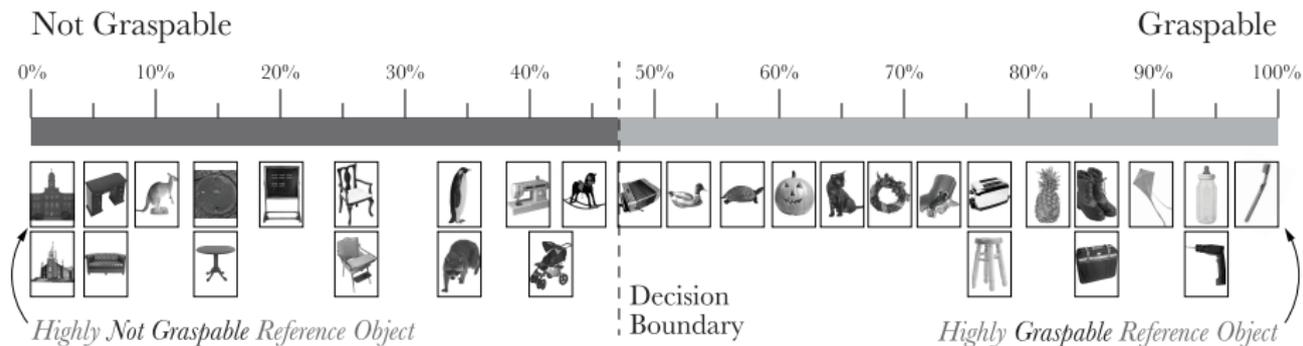 Not Graspable
Graspable
0% 10% 20% 30% 40% 50% 60% 70% 80% 90% 100%
Decision
Boundary
Highly Not Graspable Reference Object
Highly Graspable Reference Object